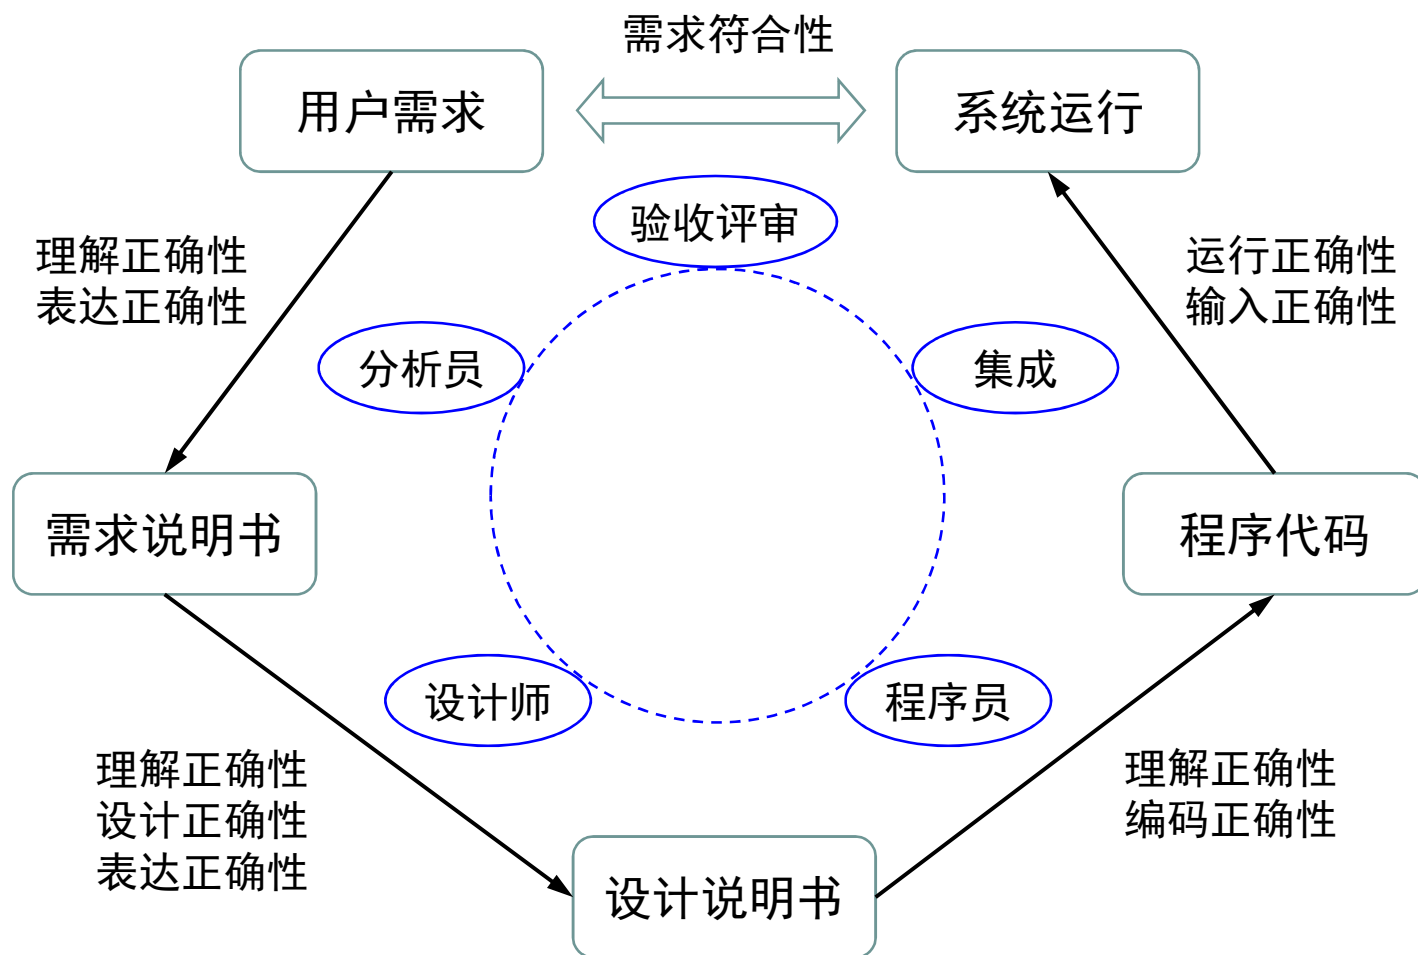 需求符合性
用户需求
系统运行
验收评审
理解正确性
表达正确性
运行正确性
输入正确性
分析员
集成
需求说明书
程序代码
设计师
程序员
理解正确性
设计正确性
表达正确性
理解正确性
编码正确性
设计说明书